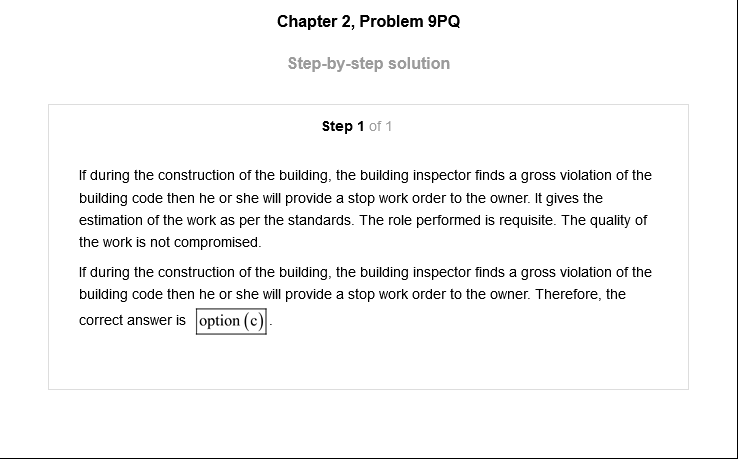 Chapter 2, Problem 9PQ
Step-by-step solution
Step 1 of 1
If during the construction of the building, the building inspector finds a gross violation of the
building code then he or she will provide a stop work order to the owner. It gives the
estimation of the work as per the standards. The role performed is requisite. The quality of
the work is not compromised.
If during the construction of the building, the building inspector finds a gross violation of the
building code then he or she will provide a stop work order to the owner. Therefore, the
correct answer is option (c).